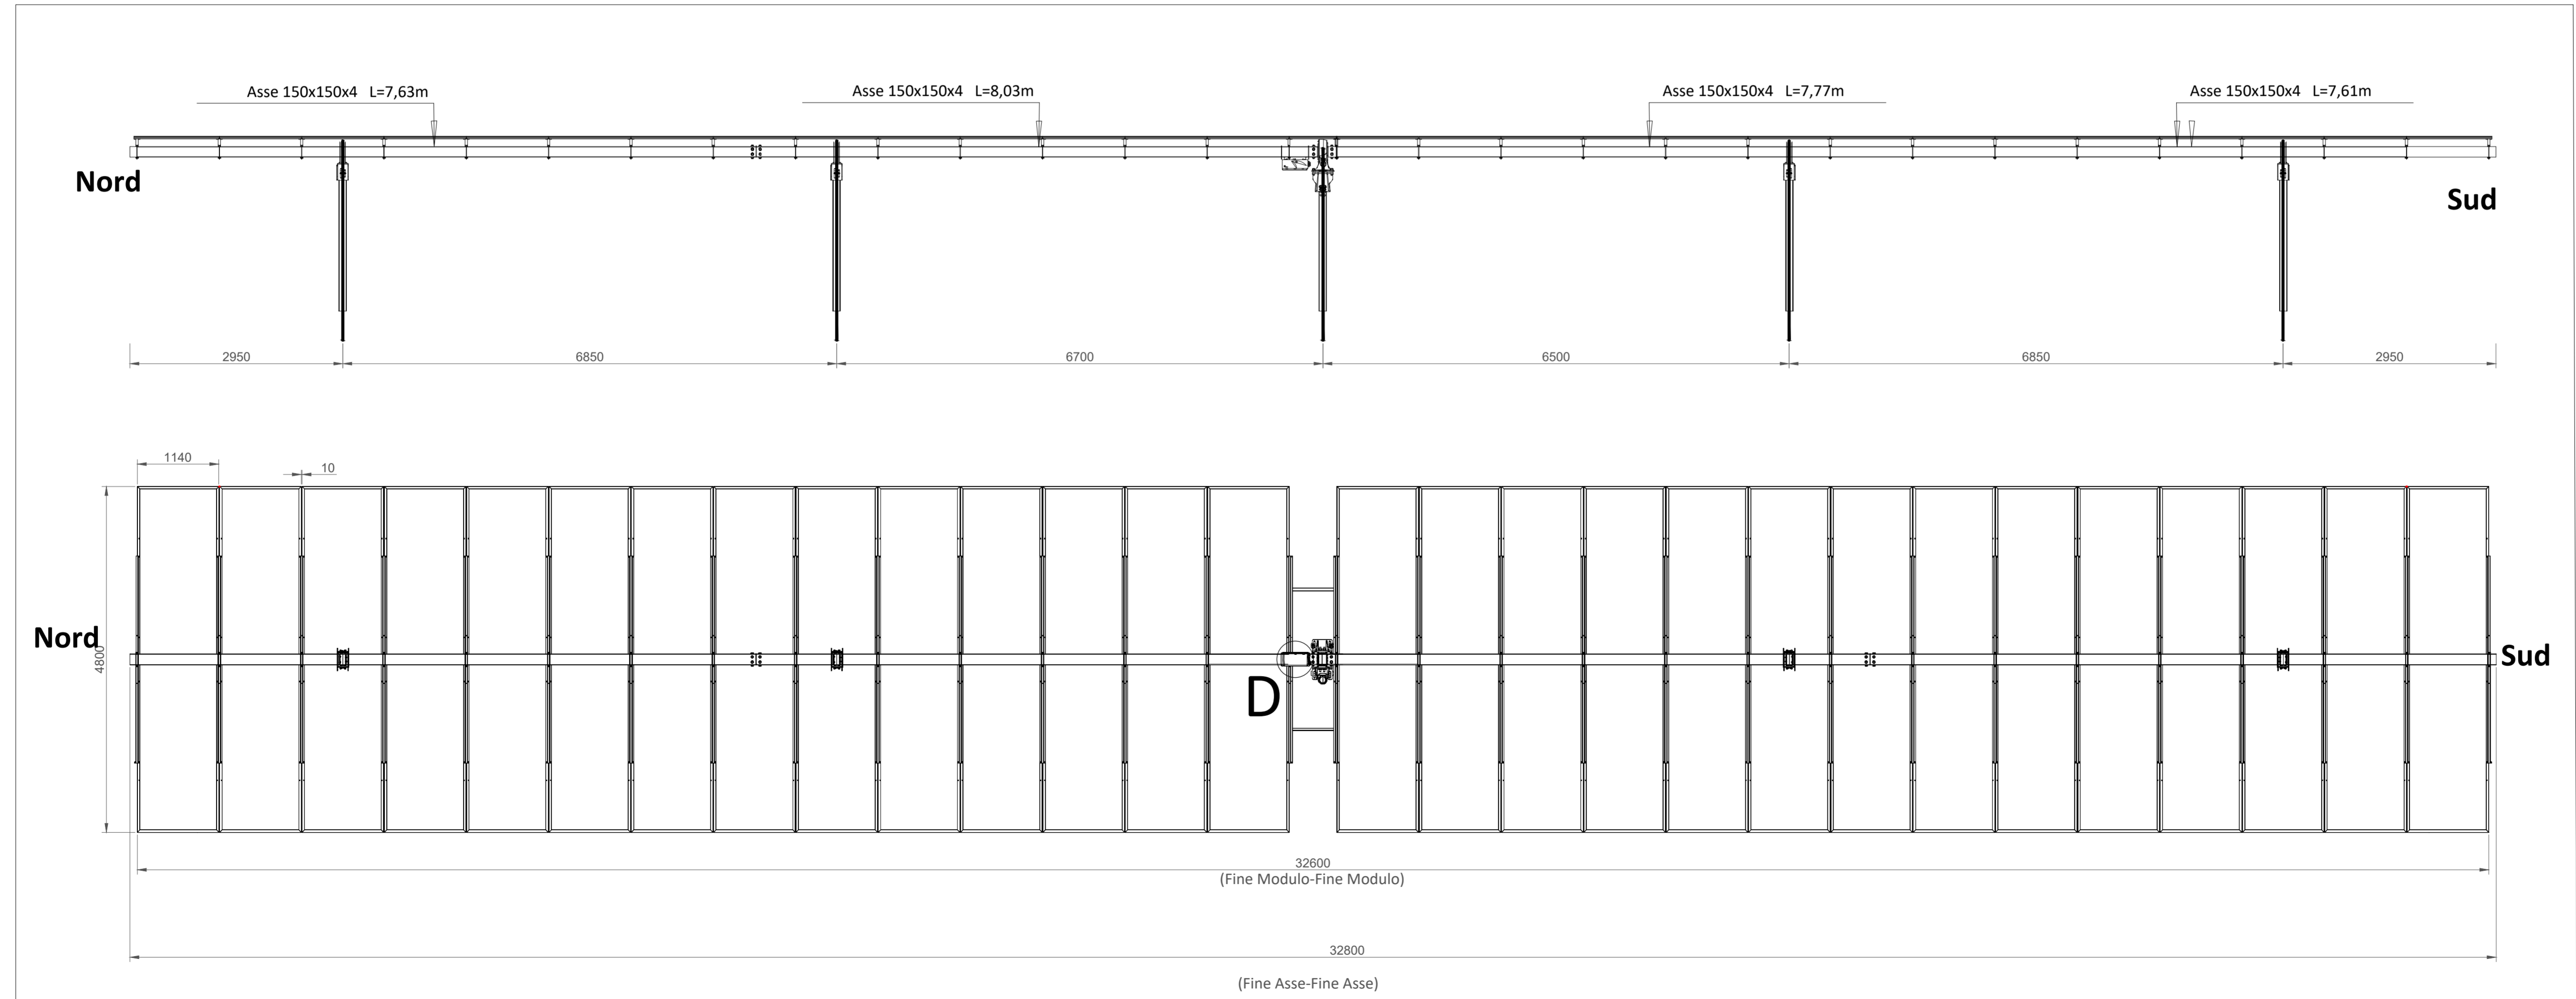 Asse 150x150x4 L=7,63m
Asse 150x150x4 L=8,03m
Asse 150x150x4 L=7,77m
Asse 150x150x4 L=7,61m
Nord
Sud
2950
6850
6700
6500
6850
2950
1140
10
Nord
4800
Sud
D
32600
(Fine Modulo-Fine Modulo)
32800
(Fine Asse-Fine Asse)